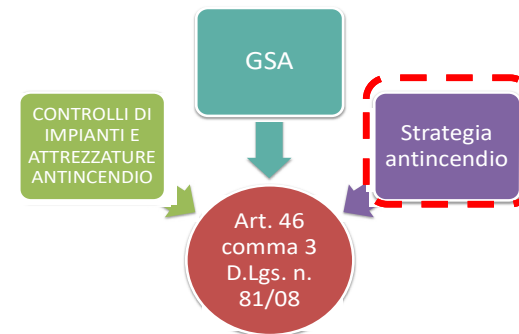 GSA
CONTROLLI DI
IMPIANTI E
ATTREZZATURE
ANTINCENDIO
Strategia
antincendio
Art. 46
comma 3
D.Lgs. n.
81/08